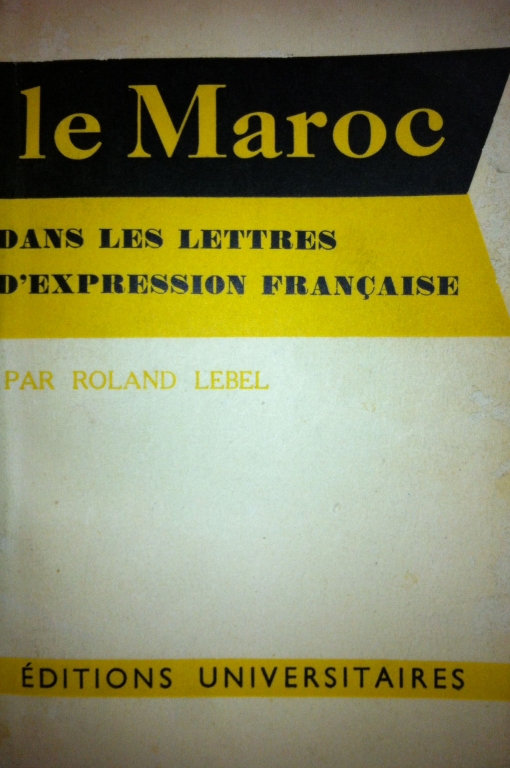 le Maroc
DANS LES LETTRES
D'EXPRESSION FRANÇAISE
PAR ROLAND LEBEL
ÉDITIONS UNIVERSITAIRES